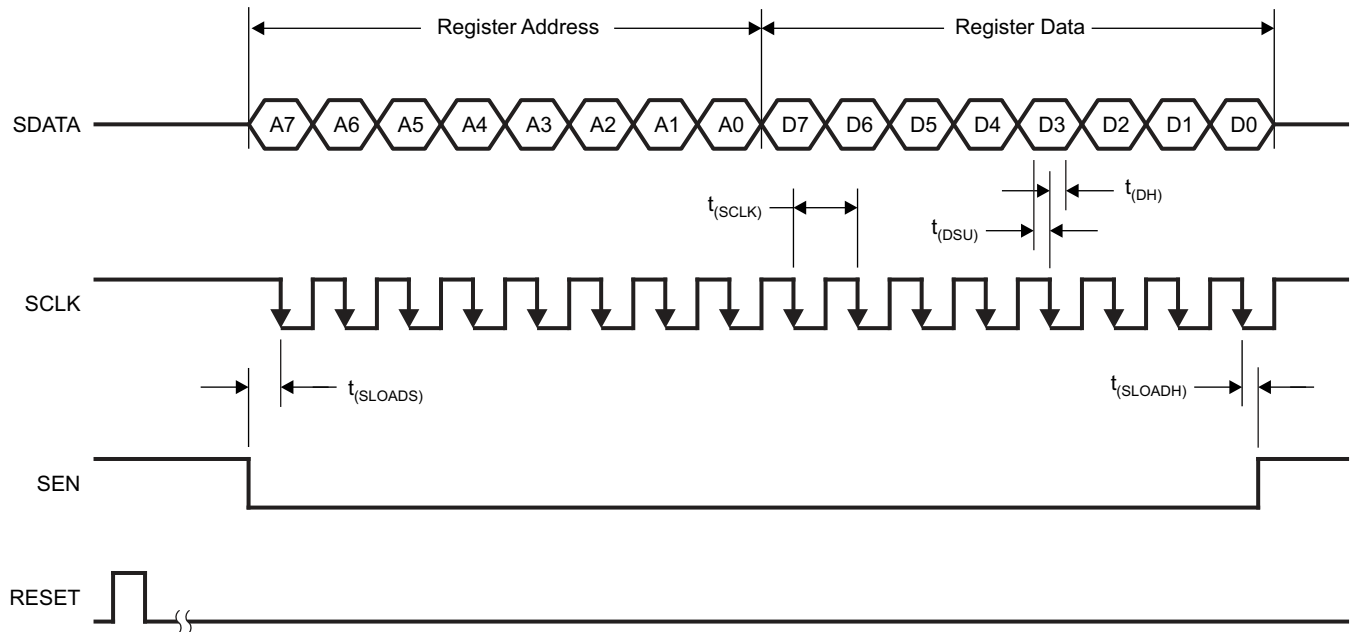 Register Address Register Data
SDATA A7 A6 A5 A4 A3 A2 A1 A0 D7 D6 D5 D4 D3 D2 D1 D0
t(DH)
t(SCLK)
t(DSU)
SCLK
t(SLOADS) t(SLOADH)
SEN
RESET